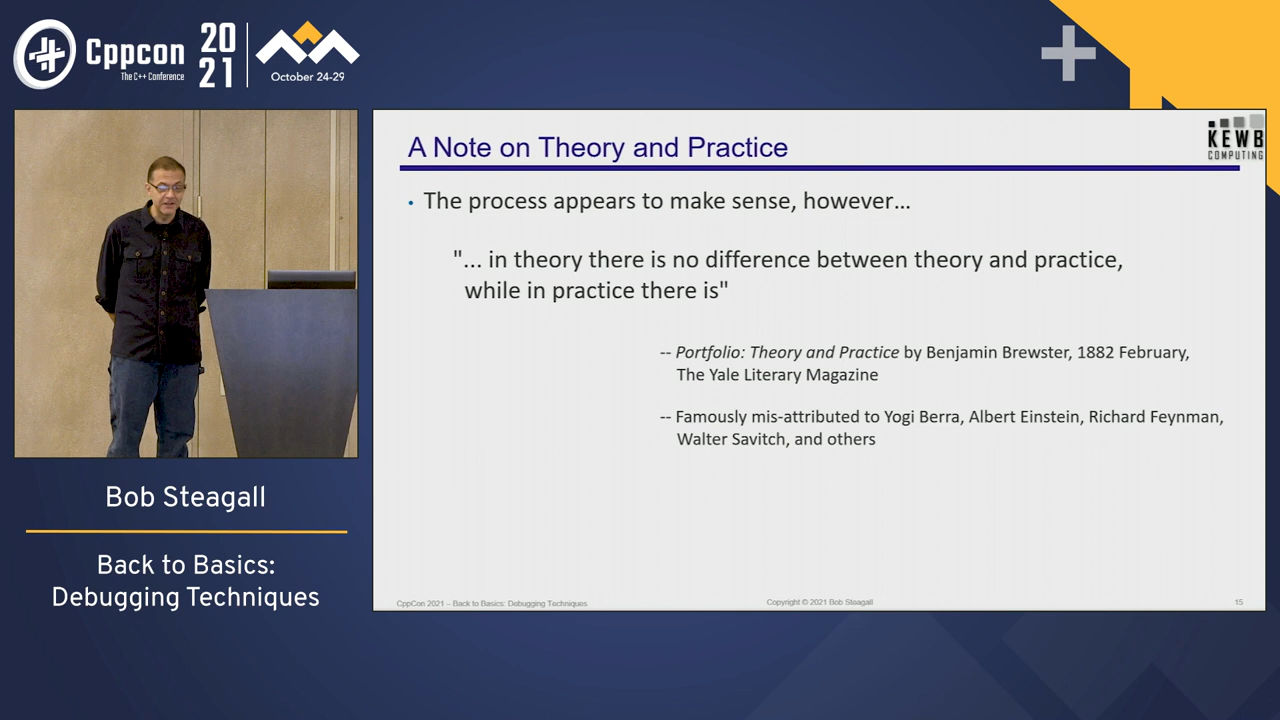 Cppcon
The C++ Conference
20
21
October 24-29
KEWB
COMPUTING
A Note on Theory and Practice
• The process appears to make sense, however…
"... in theory there is no difference between theory and practice,
while in practice there is"
-- Portfolio: Theory and Practice by Benjamin Brewster, 1882 February,
The Yale Literary Magazine
-- Famously mis-attributed to Yogi Berra, Albert Einstein, Richard Feynman,
Walter Savitch, and others
CppCon 2021 – Back to Basics: Debugging Techniques
Copyright © 2021 Bob Steagall
15
Bob Steagall
Back to Basics:
Debugging Techniques